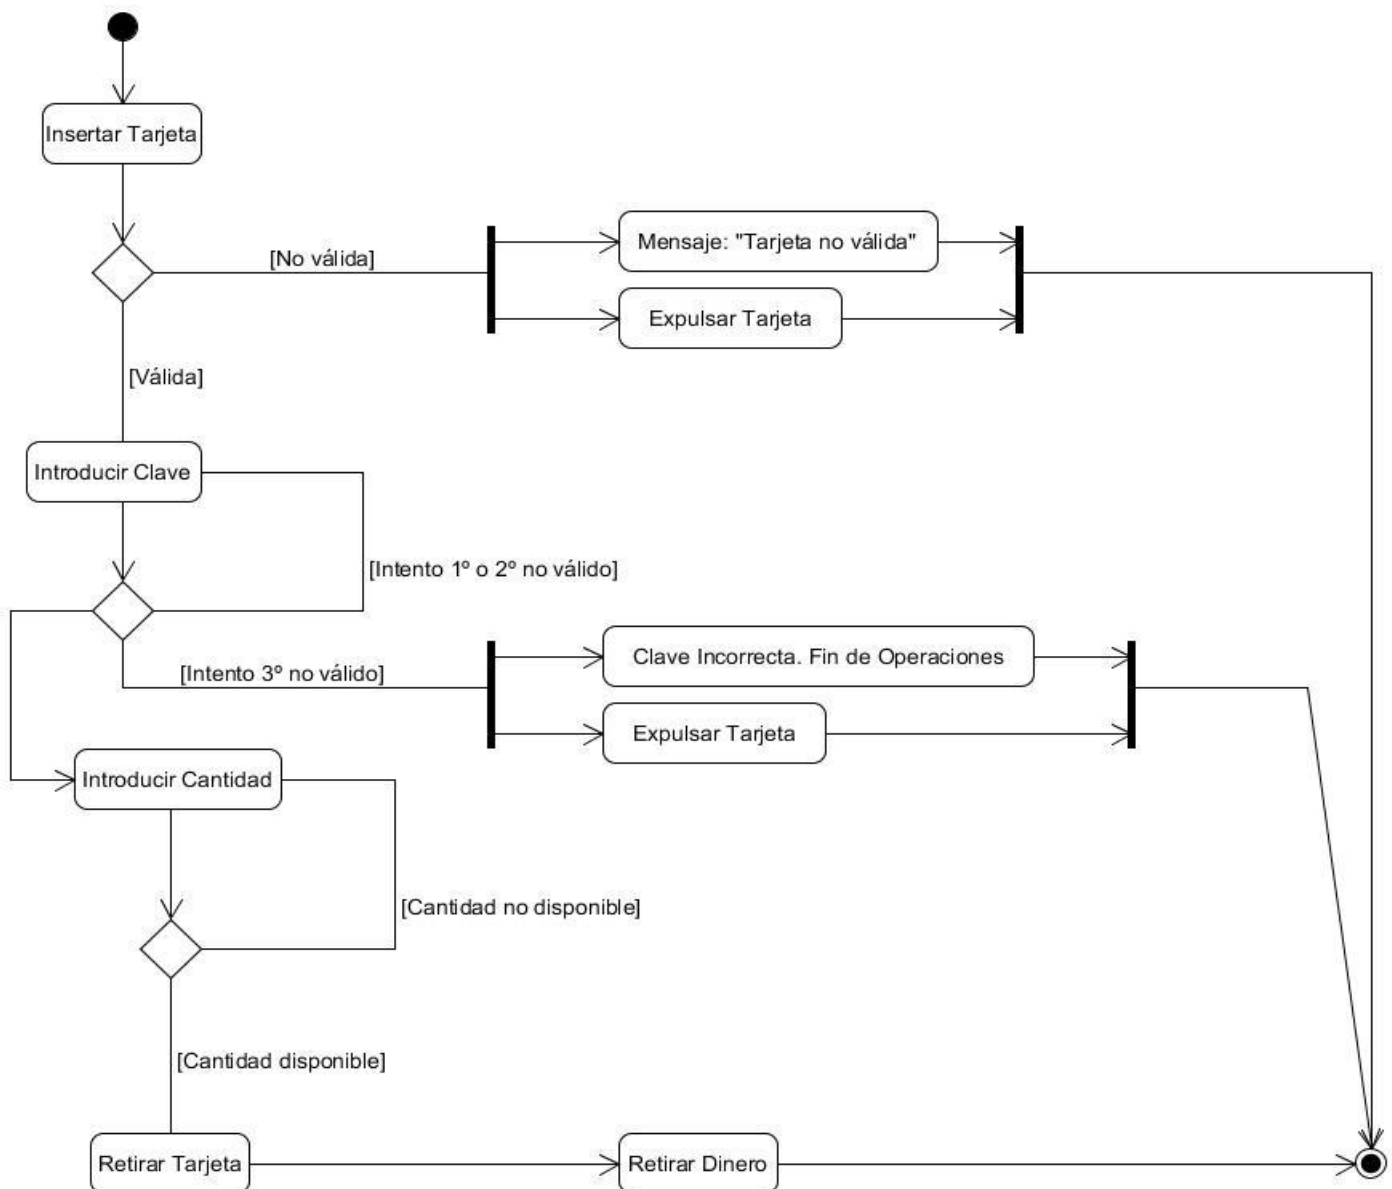 Insertar Tarjeta
[No válida]
Mensaje: "Tarjeta no válida"
Expulsar Tarjeta
[Válida]
Introducir Clave
[Intento 1º o 2º no válido]
[Intento 3º no válido]
Clave Incorrecta. Fin de Operaciones
Expulsar Tarjeta
Introducir Cantidad
[Cantidad no disponible]
[Cantidad disponible]
Retirar Tarjeta
Retirar Dinero